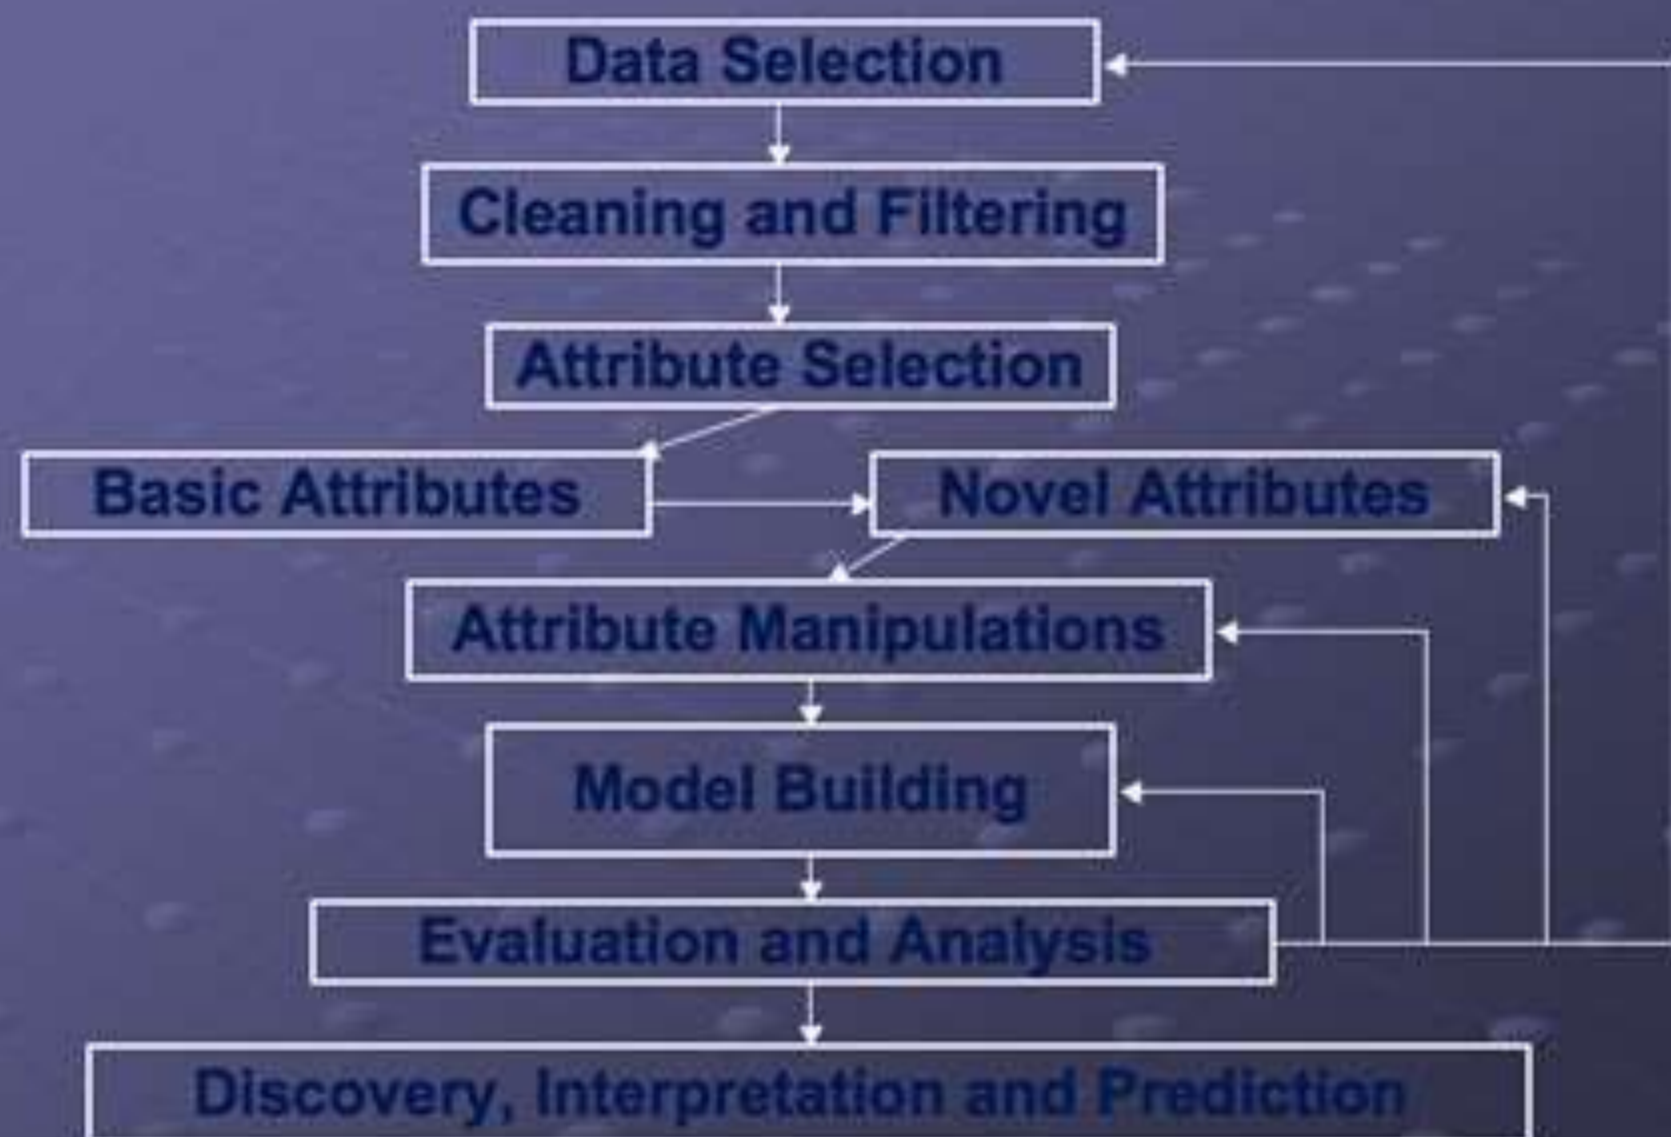 Data Selection
Cleaning and Filtering
Attribute Selection
Basic Attributes
Novel Attributes
Attribute Manipulations
Model Building
Evaluation and Analysis
Discovery, Interpretation and Prediction